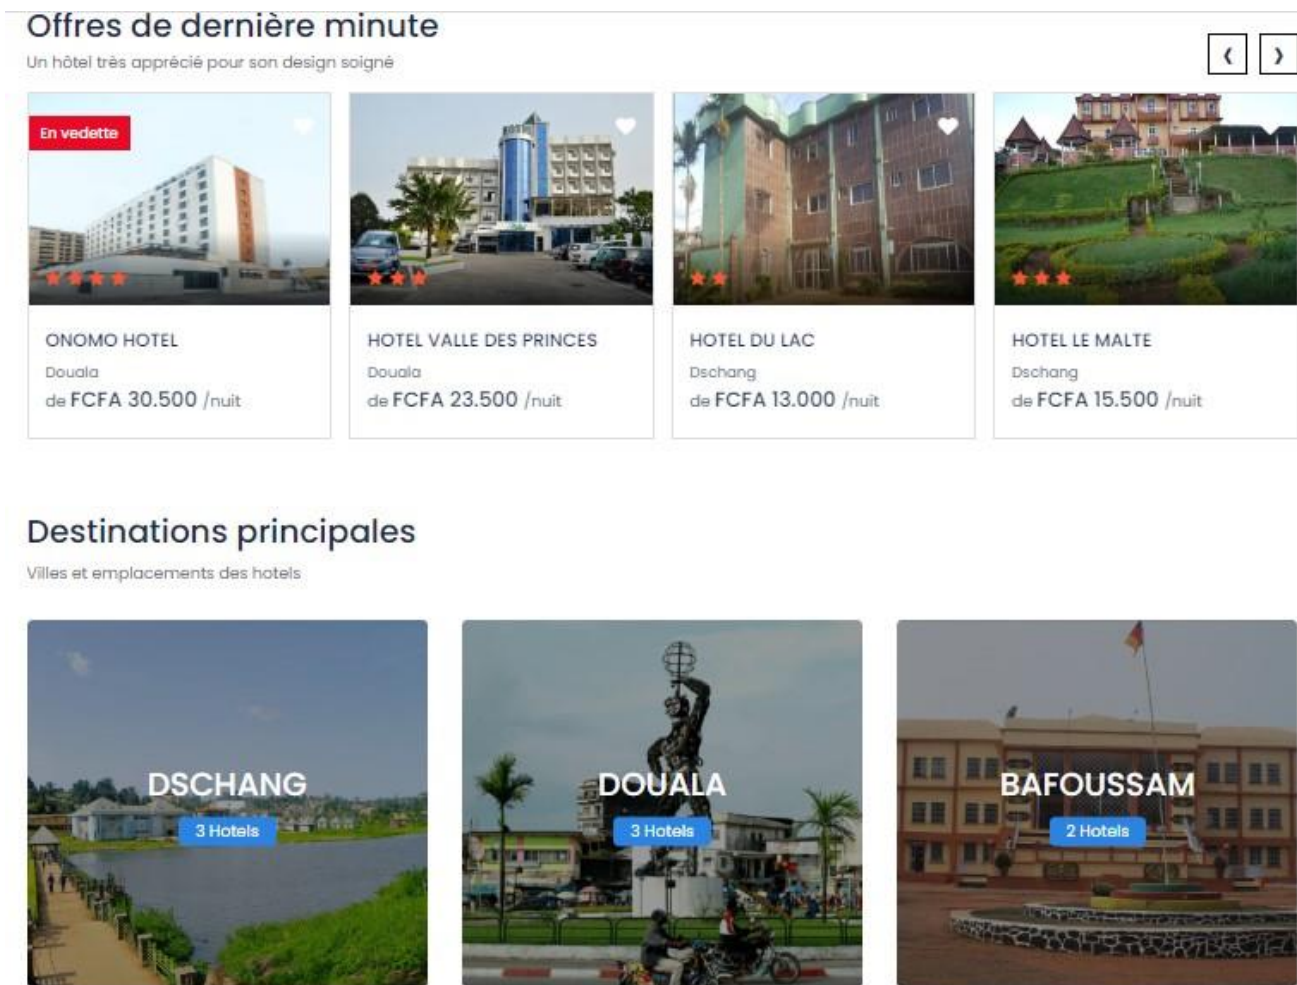 Offres de dernière minute
Un hôtel très apprécié pour son design soigné
En vedette
ONOMO HOTEL
Douala
de FCFA 30.500 /nuit
HOTEL VALLE DES PRINCES
Douala
de FCFA 23.500 /nuit
HOTEL DU LAC
Dschang
de FCFA 13.000 /nuit
HOTEL LE MALTE
Dschang
de FCFA 15.500 /nuit
Destinations principales
Villes et emplacements des hotels
DSCHANG
3 Hotels
DOUALA
3 Hotels
BAFOUSSAM
2 Hotels